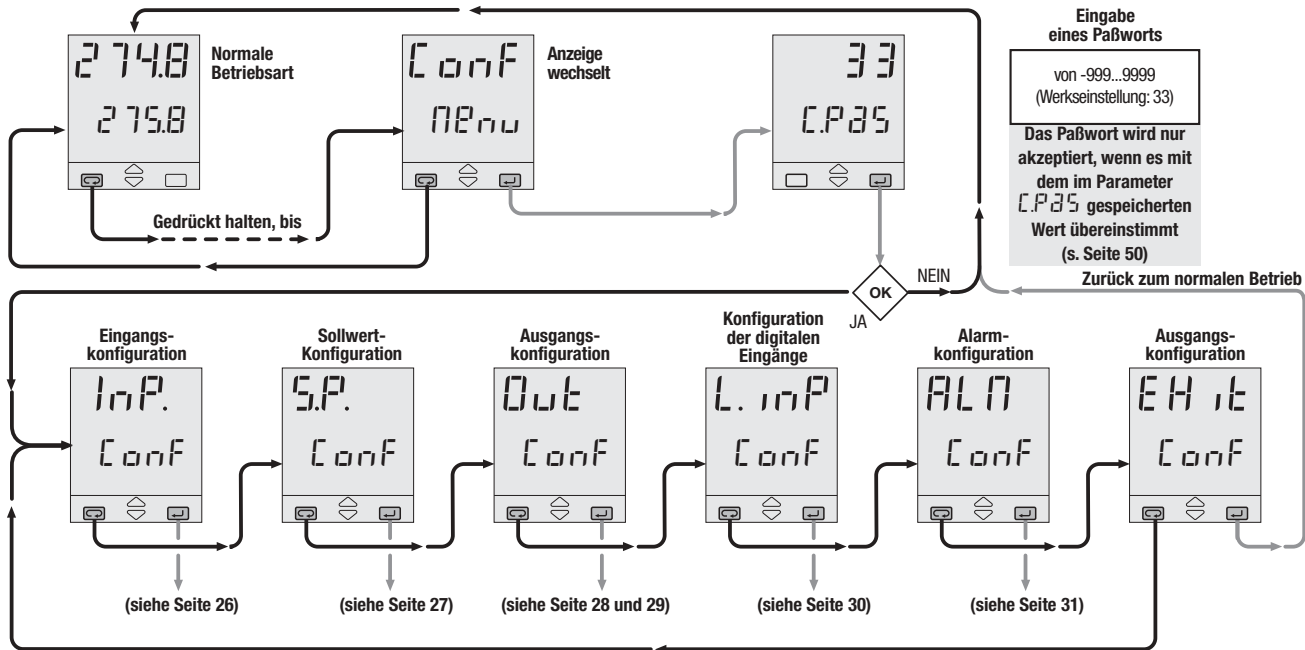 274.8
275.8
Normale
Betriebsart
Gedrückt halten, bis
ConF
MEnu
Anzeige
wechselt
33
C.PaS
Eingabe
eines Paßworts
von -999...9999
(Werkseinstellung: 33)
Das Paßwort wird nur
akzeptiert, wenn es mit
dem im Parameter
C.PaS gespeicherten
Wert übereinstimmt
(s. Seite 50)
OK
NEIN
JA
Zurück zum normalen Betrieb
Eingangs-
konfiguration
InP.
ConF
(siehe Seite 26)
Sollwert-
Konfiguration
S.P.
ConF
(siehe Seite 27)
Ausgangs-
konfiguration
Out
ConF
(siehe Seite 28 und 29)
Konfiguration
der digitalen
Eingänge
L.inP
ConF
(siehe Seite 30)
Alarm-
konfiguration
ALM
ConF
(siehe Seite 31)
Ausgangs-
konfiguration
EHit
ConF